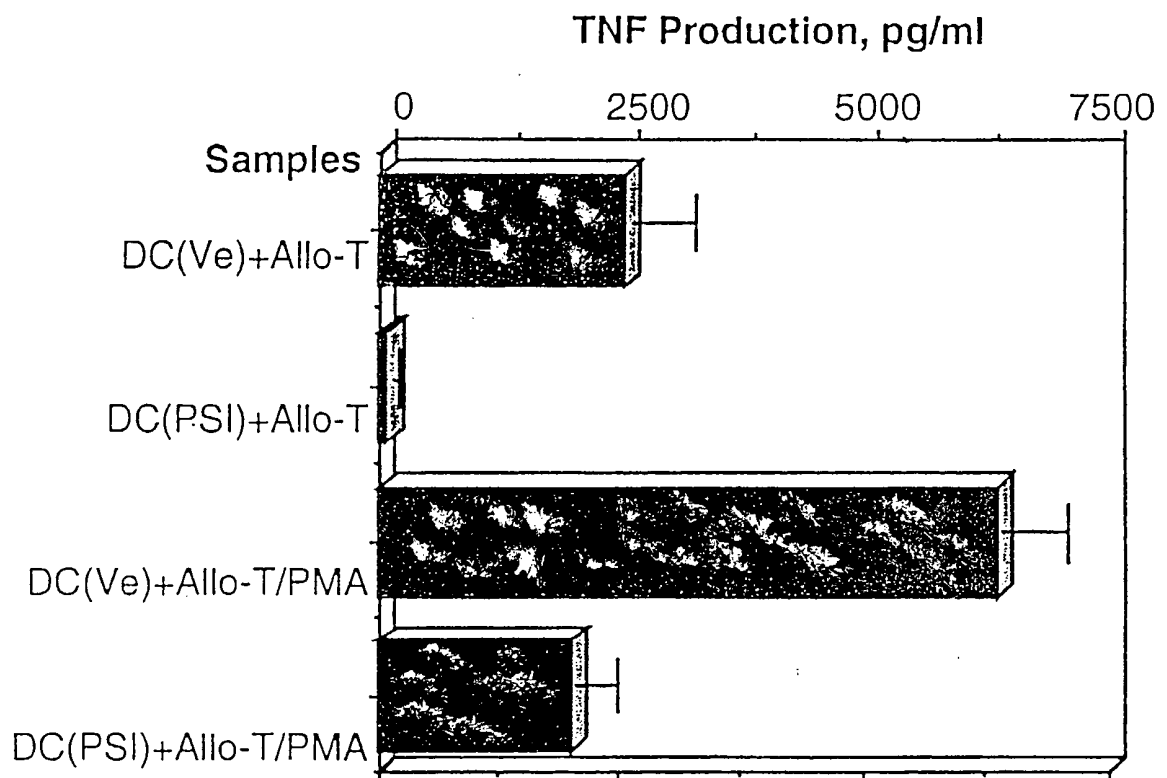 TNF Production, pg/ml
0 2500 5000 7500
Samples
DC(Ve)+Allo-T
DC(PSI)+Allo-T
DC(Ve)+Allo-T/PMA
DC(PSI)+Allo-T/PMA